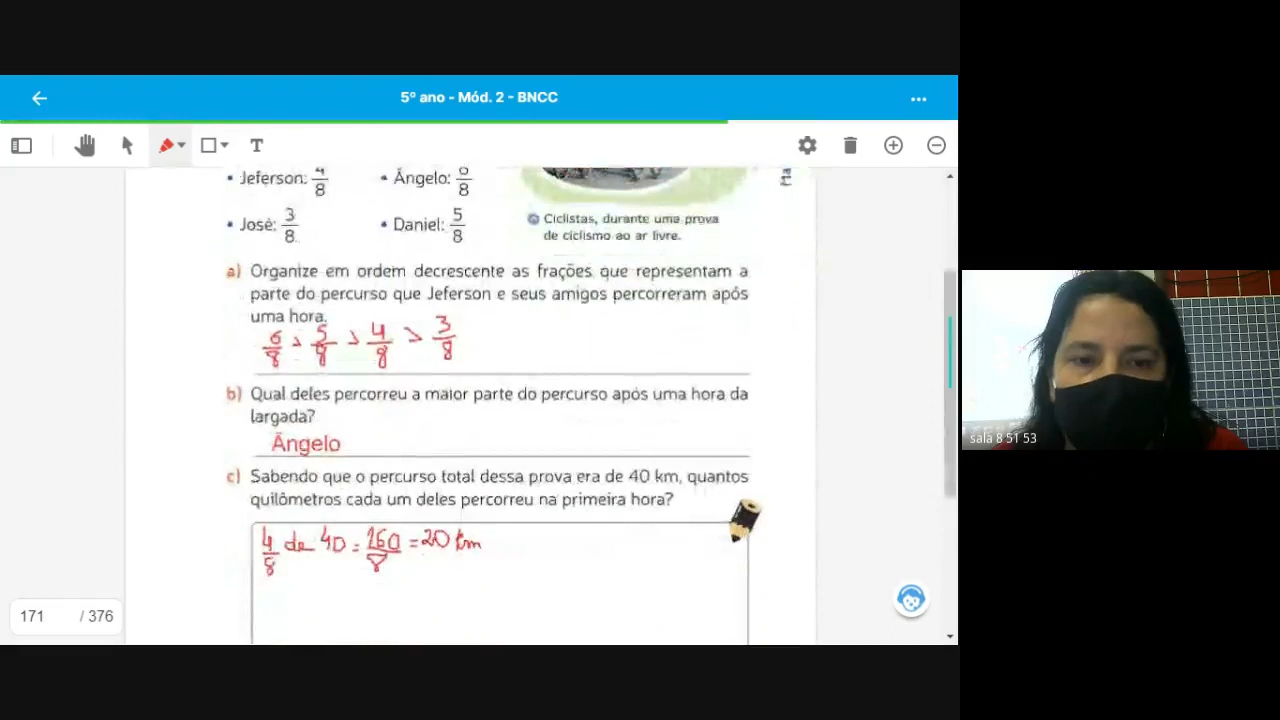 5º ano - Mód. 2 - BNCC
T
• Jeferson: 4/8 • Ângelo: 6/8
• José: 3/8 • Daniel: 5/8
Ciclistas, durante uma prova
de ciclismo ao ar livre.
a) Organize em ordem decrescente as frações que representam a
parte do percurso que Jeferson e seus amigos percorreram após
uma hora.
6/8 > 5/8 > 4/8 > 3/8
b) Qual deles percorreu a maior parte do percurso após uma hora da
largada?
Ângelo
c) Sabendo que o percurso total dessa prova era de 40 km, quantos
quilômetros cada um deles percorreu na primeira hora?
4/8 de 40 = 160/8 = 20 km
171 / 376
sala 8 51 53